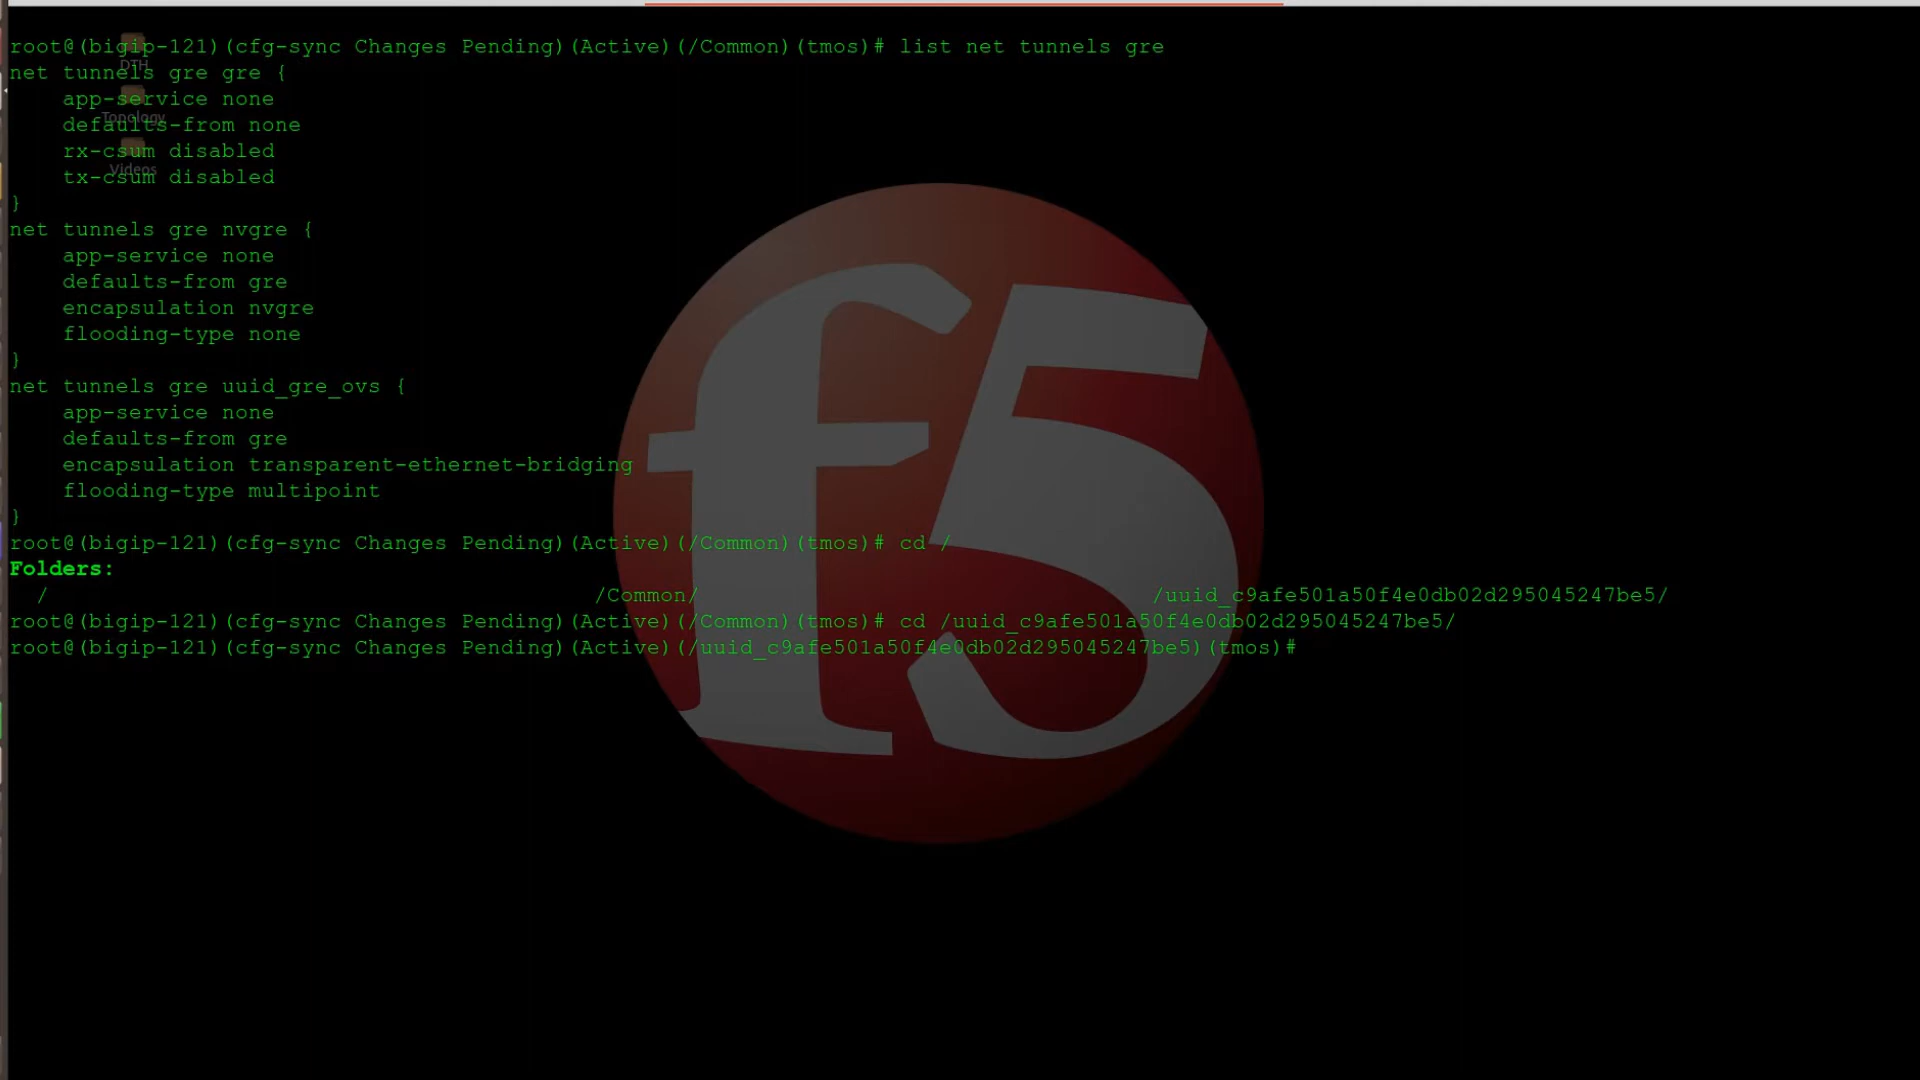 root@(bigip-121)(cfg-sync Changes Pending)(Active)(/Common)(tmos)# list net tunnels gre
net tunnels gre gre {
    app-service none
    defaults-from none
    rx-csum disabled
    tx-csum disabled
}
net tunnels gre nvgre {
    app-service none
    defaults-from gre
    encapsulation nvgre
    flooding-type none
}
net tunnels gre uuid_gre_ovs {
    app-service none
    defaults-from gre
    encapsulation transparent-ethernet-bridging
    flooding-type multipoint
}
root@(bigip-121)(cfg-sync Changes Pending)(Active)(/Common)(tmos)# cd /
Folders:
  /    /Common/    /uuid_c9afe501a50f4e0db02d295045247be5/
root@(bigip-121)(cfg-sync Changes Pending)(Active)(/Common)(tmos)# cd /uuid_c9afe501a50f4e0db02d295045247be5/
root@(bigip-121)(cfg-sync Changes Pending)(Active)(/uuid_c9afe501a50f4e0db02d295045247be5)(tmos)#
DTH
Topology
Videos
f5